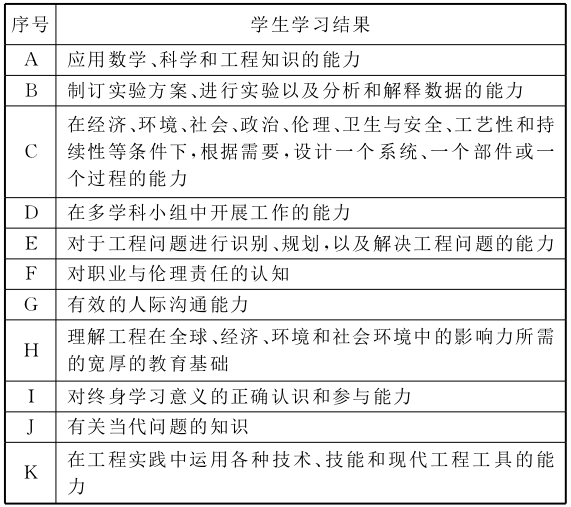 序号 学生学习结果
A 应用数学、科学和工程知识的能力
B 制订实验方案、进行实验以及分析和解释数据的能力
在经济、环境、社会、政治、伦理、卫生与安全、工艺性和持
C 续性等条件下,根据需要,设计一个系统、一个部件或一
个过程的能力
D 在多学科小组中开展工作的能力
E 对于工程问题进行识别、规划,以及解决工程问题的能力
F 对职业与伦理责任的认知
G 有效的人际沟通能力
H 理解工程在全球、经济、环境和社会环境中的影响力所需
的宽厚的教育基础
I 对终身学习意义的正确认识和参与能力
J 有关当代问题的知识
K 在工程实践中运用各种技术、技能和现代工程工具的能
力